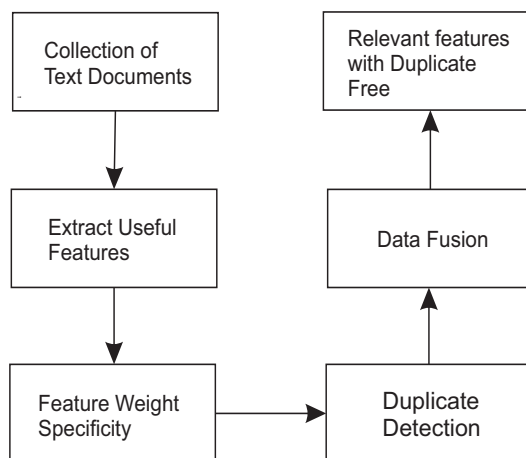 Collection of
Text Documents
Extract Useful
Features
Feature Weight
Specificity
Duplicate
Detection
Data Fusion
Relevant features
with Duplicate
Free